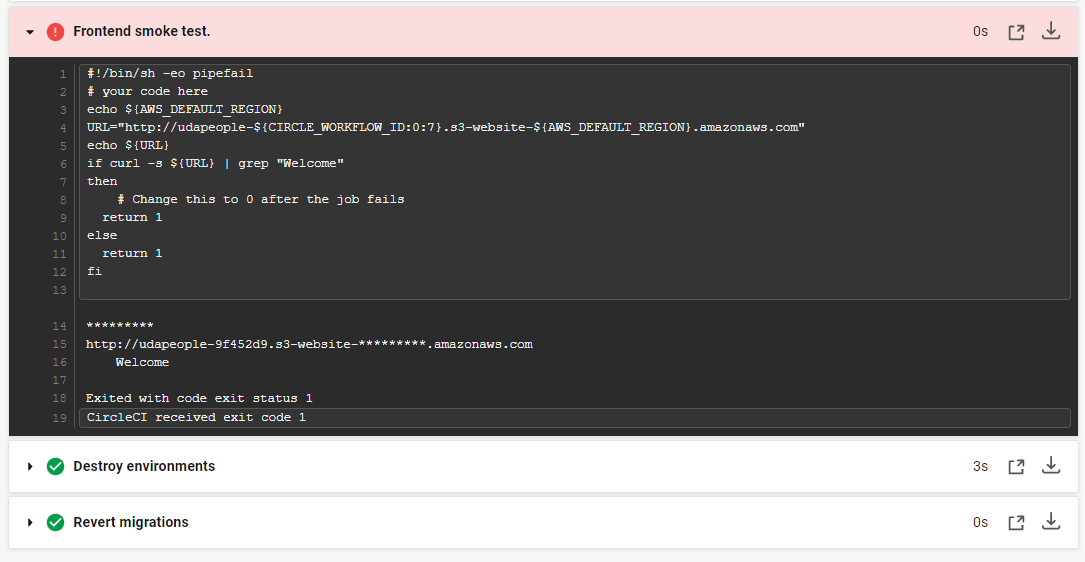 Frontend smoke test. 0s
1 #!/bin/sh -eo pipefail
2 # your code here
3 echo ${AWS_DEFAULT_REGION}
4 URL="http://udapeople-${CIRCLE_WORKFLOW_ID:0:7}.s3-website-${AWS_DEFAULT_REGION}.amazonaws.com"
5 echo ${URL}
6 if curl -s ${URL} | grep "Welcome"
7 then
8     # Change this to 0 after the job fails
9   return 1
10 else
11   return 1
12 fi
13
14 *********
15 http://udapeople-9f452d9.s3-website-*********.amazonaws.com
16     Welcome
17
18 Exited with code exit status 1
19 CircleCI received exit code 1
Destroy environments 3s
Revert migrations 0s